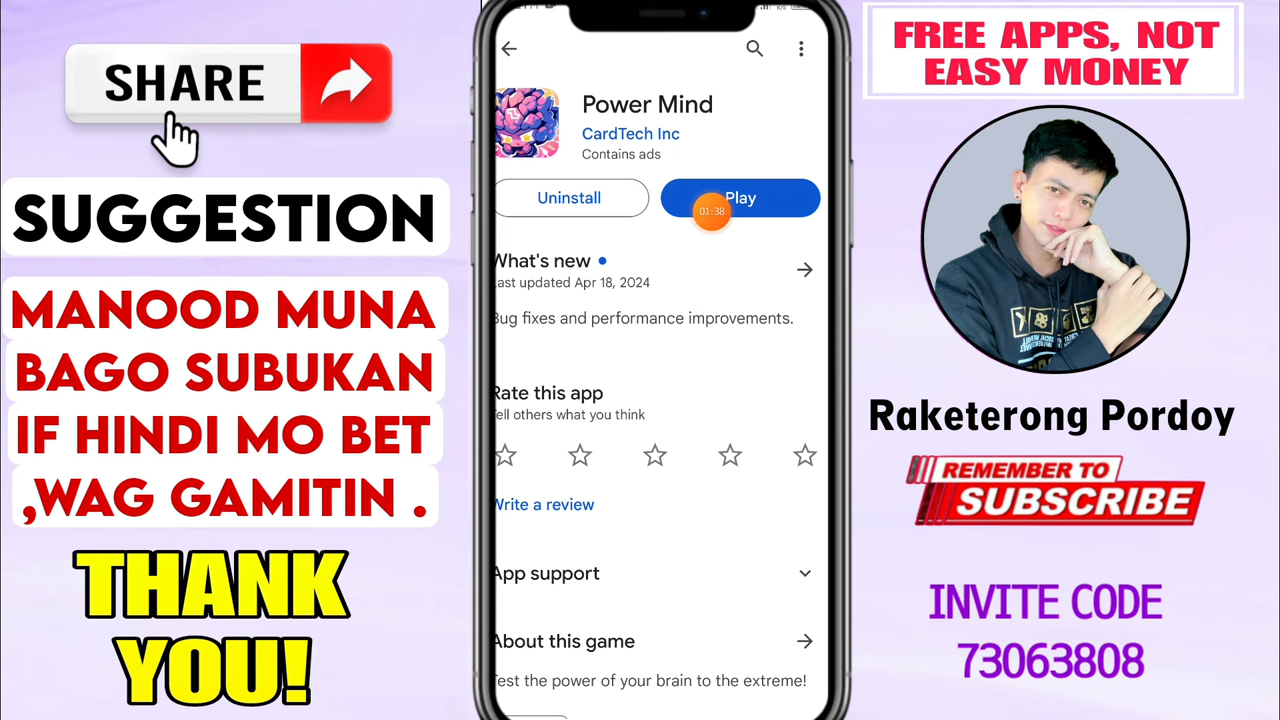 SHARE
SUGGESTION
MANOOD MUNA
BAGO SUBUKAN
IF HINDI MO BET
,WAG GAMITIN .
THANK
YOU!
Power Mind
CardTech Inc
Contains ads
Uninstall
Play
01:38
What's new
Last updated Apr 18, 2024
Bug fixes and performance improvements.
Rate this app
Tell others what you think
Write a review
App support
About this game
Test the power of your brain to the extreme!
FREE APPS, NOT
EASY MONEY
Raketerong Pordoy
REMEMBER TO
SUBSCRIBE
INVITE CODE
73063808